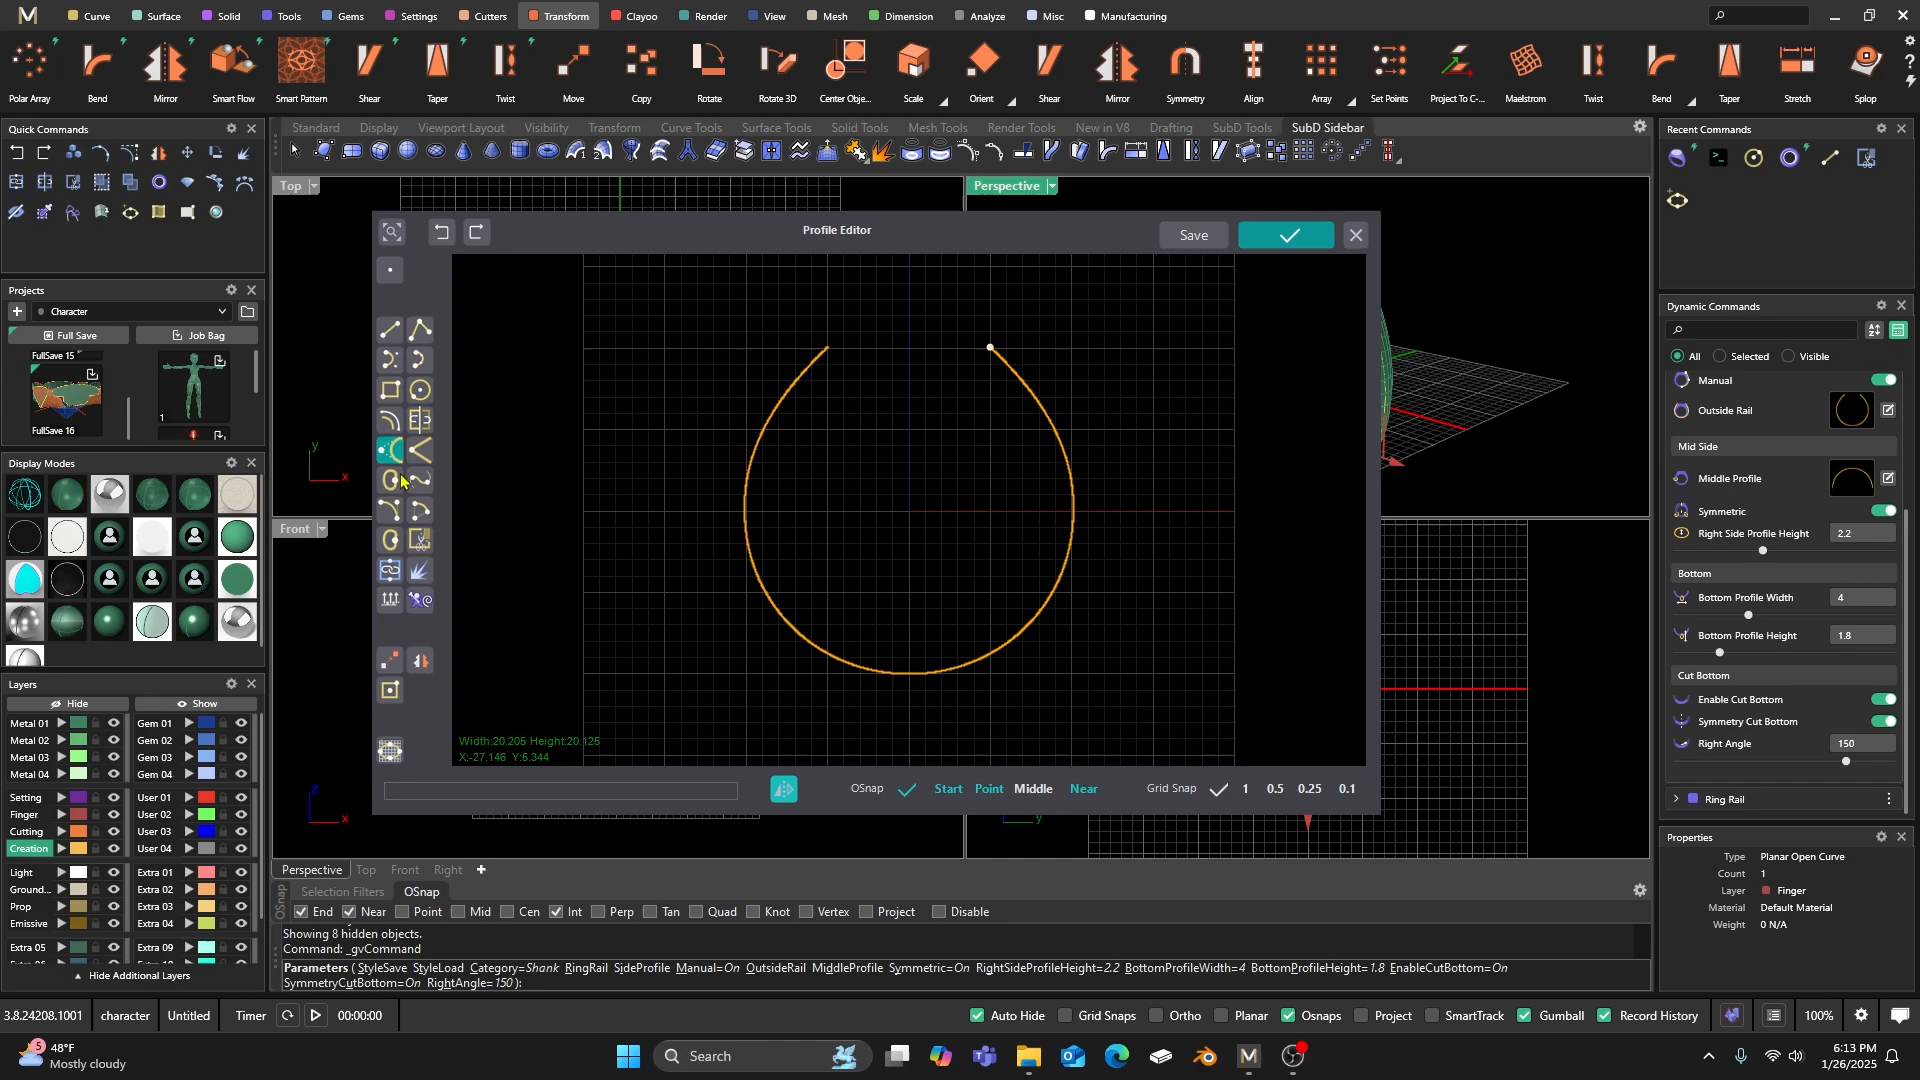 Curve Surface Solid Tools Gems Settings Cutters Transform Clayoo Render View Mesh Dimension Analyze Misc Manufacturing
Polar Array Bend Mirror Smart Flow Smart Pattern Shear Taper Twist Move Copy Rotate Rotate 3D Center Obje... Scale Orient Shear Mirror Symmetry Align Array Set Points Project To C-... Maelstrom Twist Bend Taper Stretch Splop
Quick Commands
Standard Display Viewport Layout Visibility Transform Curve Tools Surface Tools Solid Tools Mesh Tools Render Tools New in V8 Drafting SubD Tools SubD Sidebar
Recent Commands
Top
Perspective
Profile Editor
Save
Projects
Character
Full Save Job Bag
FullSave 15
FullSave 16
1
Display Modes
Layers
Hide Show
Metal 01 Gem 01
Metal 02 Gem 02
Metal 03 Gem 03
Metal 04 Gem 04
Setting User 01
Finger User 02
Cutting User 03
Creation User 04
Light Extra 01
Ground... Extra 02
Prop Extra 03
Emissive Extra 04
Extra 05 Extra 09
Hide Additional Layers
y
x
Front
z
x
y
Width:20.205 Height:20.125
X:-27.146 Y:5.344
OSnap Start Point Middle Near Grid Snap 1 0.5 0.25 0.1
Dynamic Commands
All Selected Visible
Manual
Outside Rail
Mid Side
Middle Profile
Symmetric
Right Side Profile Height 2.2
Bottom
Bottom Profile Width 4
Bottom Profile Height 1.8
Cut Bottom
Enable Cut Bottom
Symmetry Cut Bottom
Right Angle 150
Ring Rail
Properties
Type Planar Open Curve
Count 1
Layer Finger
Material Default Material
Weight 0 N/A
Perspective Top Front Right
OSnap
Selection Filters OSnap
End Near Point Mid Cen Int Perp Tan Quad Knot Vertex Project Disable
Showing 8 hidden objects.
Command: _gvCommand
Parameters ( StyleSave StyleLoad Category=Shank RingRail SideProfile Manual=On OutsideRail MiddleProfile Symmetric=On RightSideProfileHeight=2.2 BottomProfileWidth=4 BottomProfileHeight=1.8 EnableCutBottom=On
SymmetryCutBottom=On RightAngle=150 ):
3.8.24208.1001 character Untitled Timer 00:00:00 Auto Hide Grid Snaps Ortho Planar Osnaps Project SmartTrack Gumball Record History 100%
5
48°F
Mostly cloudy
Search
6:13 PM
1/26/2025